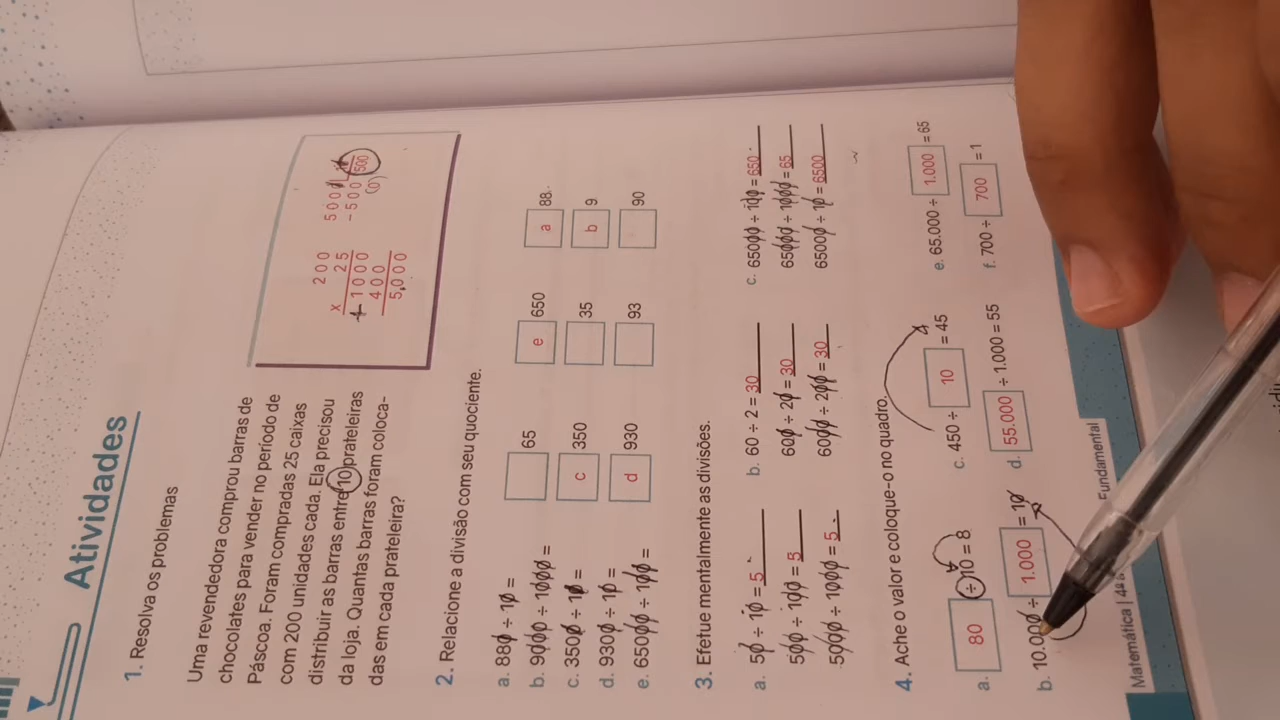 Atividades
1. Resolva os problemas
Uma revendedora comprou barras de
chocolates para vender no período de
Páscoa. Foram compradas 25 caixas
com 200 unidades cada. Ela precisou
distribuir as barras entre 10 prateleiras
da loja. Quantas barras foram coloca-
das em cada prateleira?
200
x 25
1000
400
5,000
5000
500
-500
(0)
2. Relacione a divisão com seu quociente.
a. 880 ÷ 10 =
b. 9000 ÷ 1000 =
c. 3500 ÷ 10 =
d. 9300 ÷ 10 =
e. 65000 ÷ 100 =
65
c 350
d 930
e 650
35
93
a 88
b 9
90
3. Efetue mentalmente as divisões.
a. 50 ÷ 10 = 5
500 ÷ 100 = 5
5000 ÷ 1000 = 5
b. 60 ÷ 2 = 30
600 ÷ 20 = 30
6000 ÷ 200 = 30
c. 65000 ÷ 100 = 650
65000 ÷ 1000 = 65
65000 ÷ 10 = 6500
4. Ache o valor e coloque-o no quadro.
a. 80 ÷ 10 = 8
b. 10.000 ÷ 1.000 = 10
c. 450 ÷ 10 = 45
d. 55.000 ÷ 1.000 = 55
e. 65.000 ÷ 1.000 = 65
f. 700 ÷ 700 = 1
Matemática | 4º
Fundamental